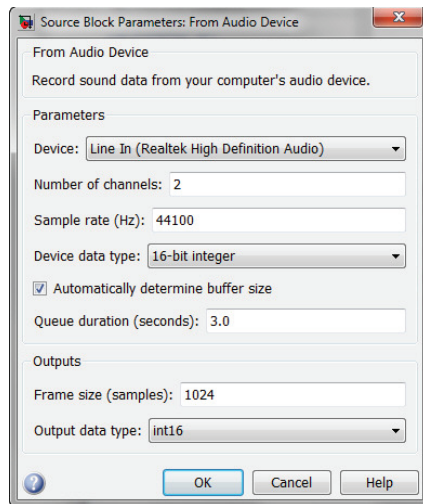 Source Block Parameters: From Audio Device
From Audio Device
Record sound data from your computer's audio device.
Parameters
Device: Line In (Realtek High Definition Audio)
Number of channels: 2
Sample rate (Hz): 44100
Device data type: 16-bit integer
Automatically determine buffer size
Queue duration (seconds): 3.0
Outputs
Frame size (samples): 1024
Output data type: int16
OK Cancel Help